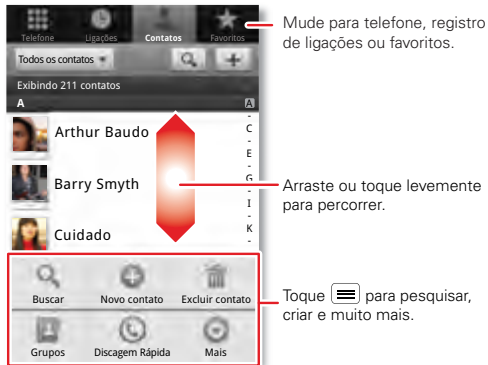 Telefone Ligações Contatos Favoritos
Mude para telefone, registro
de ligações ou favoritos.
Todos os contatos
Exibindo 211 contatos
A A
-
C
-
E
-
G
-
I
-
K
-
Arthur Baudo
Barry Smyth
Cuidado
Arraste ou toque levemente
para percorrer.
Buscar Novo contato Excluir contato
Grupos Discagem Rápida Mais
Toque para pesquisar,
criar e muito mais.